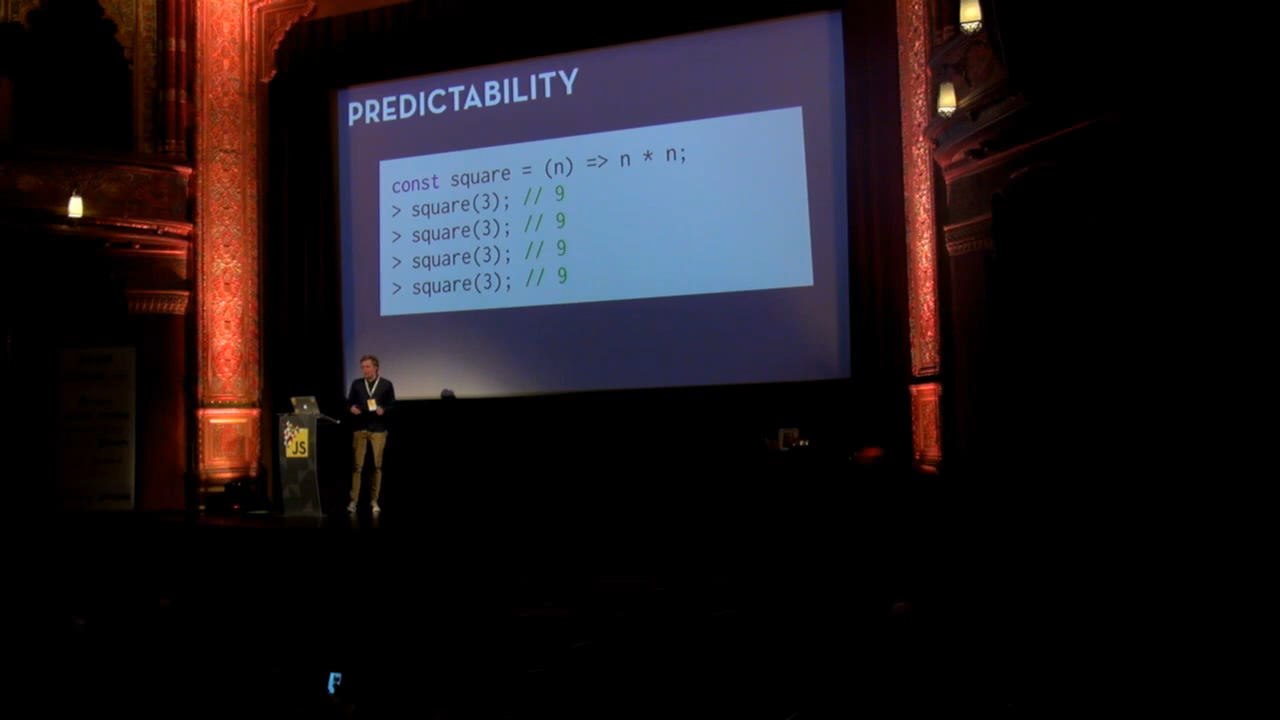 PREDICTABILITY
const square = (n) => n * n;
> square(3); // 9
> square(3); // 9
> square(3); // 9
> square(3); // 9
JS